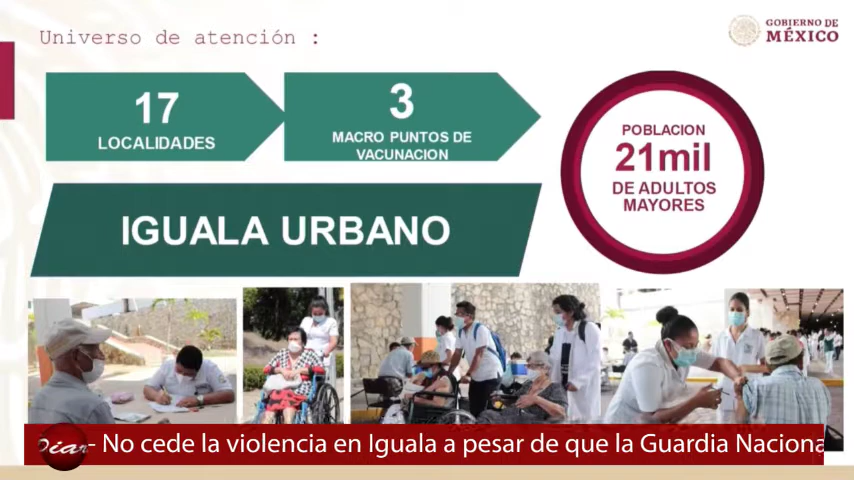 Universo de atención :
GOBIERNO DE
MÉXICO
17
LOCALIDADES
3
MACRO PUNTOS DE
VACUNACION
POBLACION
21mil
DE ADULTOS
MAYORES
IGUALA URBANO
Diar
- No cede la violencia en Iguala a pesar de que la Guardia Naciona